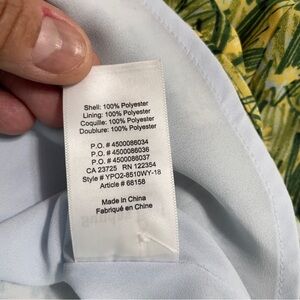 Shell: 100% Polyester
Lining: 100% Polyester
Coquille: 100% Polyester
Doublure: 100% Polyester
P.O. # 4500086034
P.O. # 4500086036
P.O. # 4500086037
CA 23725 RN 122354
Style # YPO2-8510WY-18
Article # 68158
Made in China
Fabriqué en Chine